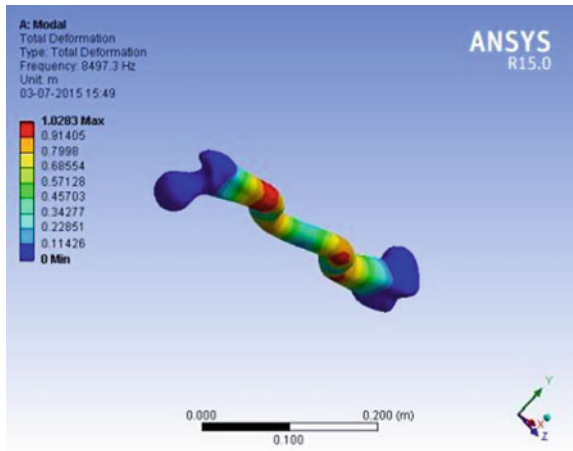 A: Modal
Total Deformation
Type: Total Deformation
Frequency: 8497.3 Hz
Unit: m
03-07-2015 15:49
ANSYS
R15.0
1.0283 Max
0.91405
0.7998
0.68554
0.57128
0.45703
0.34277
0.22851
0.11426
0 Min
0.000
0.200 (m)
0.100
Y
X
Z